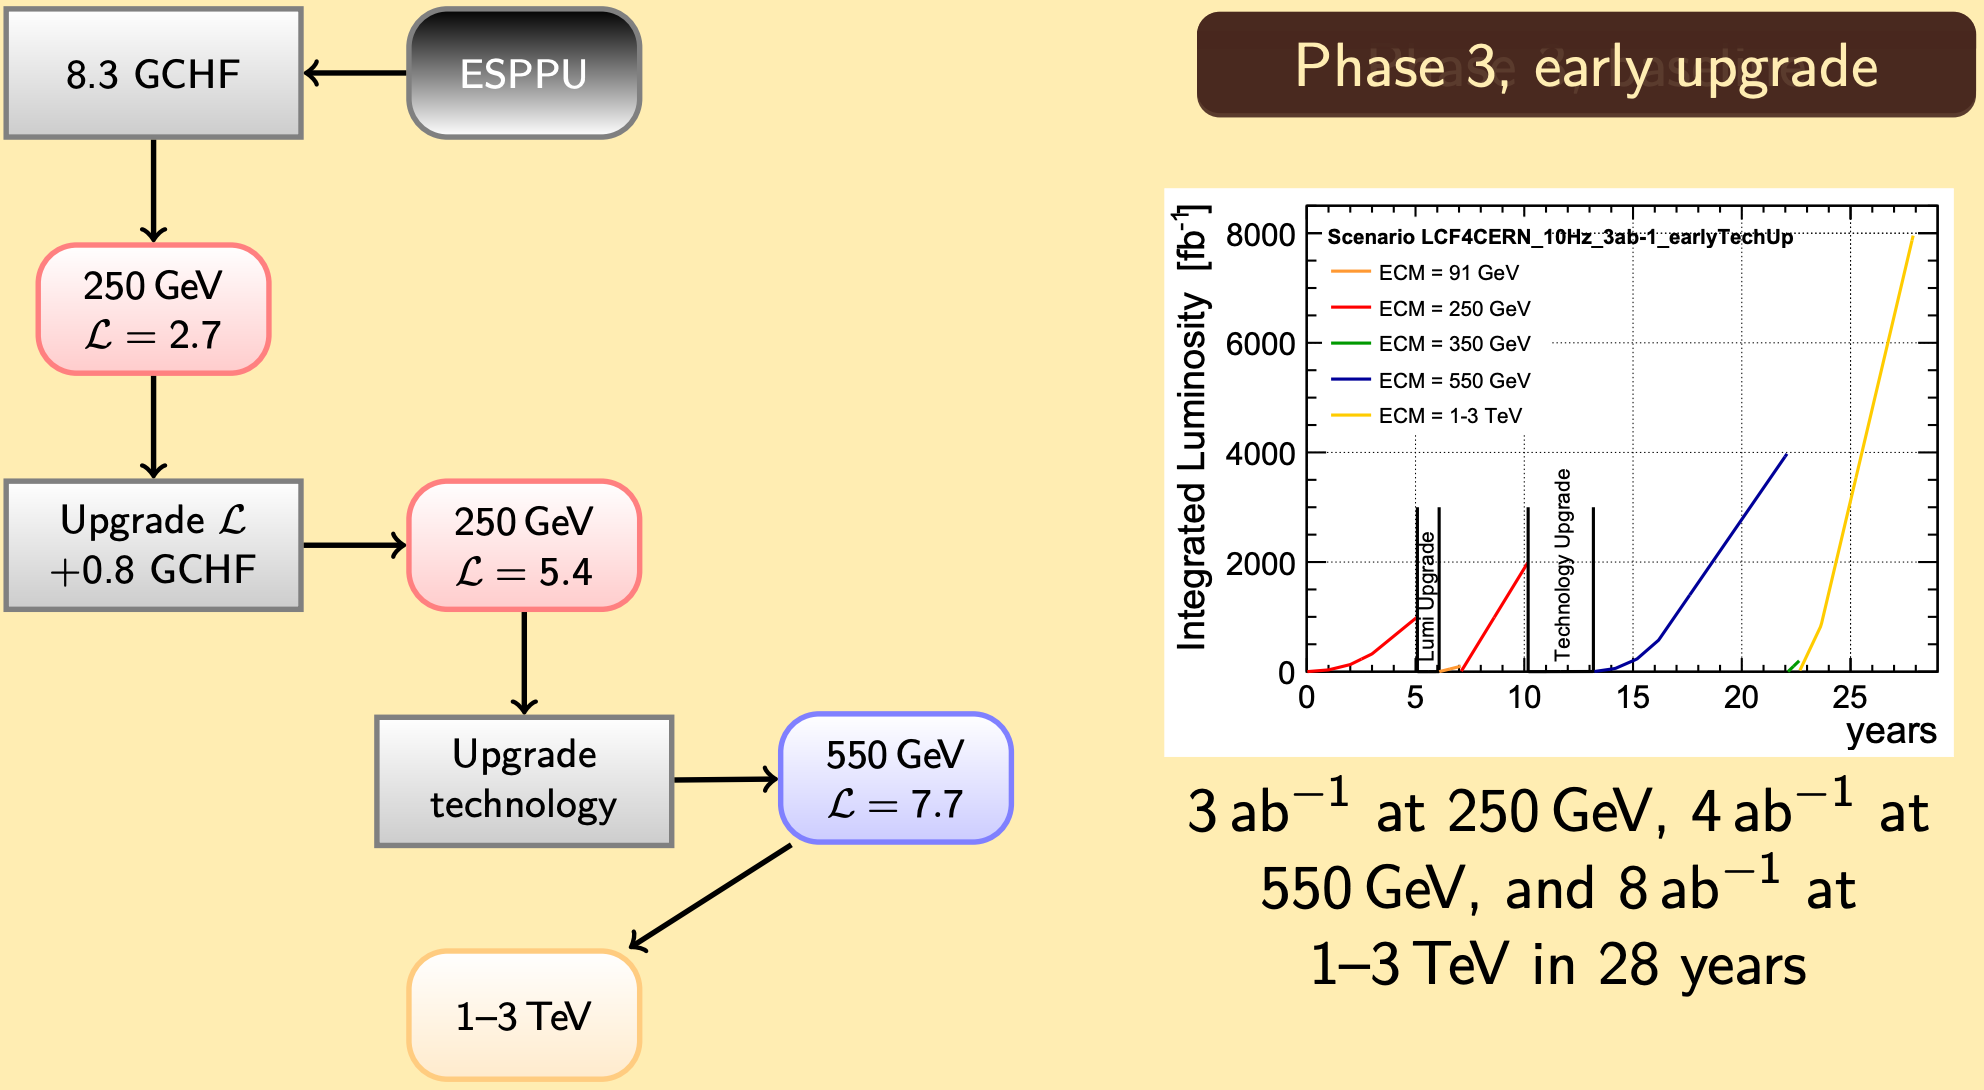 8.3 GCHF
ESPPU
250 GeV
ℒ = 2.7
Upgrade ℒ
+0.8 GCHF
250 GeV
ℒ = 5.4
Upgrade
technology
550 GeV
ℒ = 7.7
1–3 TeV
Phase 3, early upgrade
Integrated Luminosity [fb⁻¹]
8000
6000
4000
2000
0
Scenario LCF4CERN_10Hz_3ab-1_earlyTechUp
ECM = 91 GeV
ECM = 250 GeV
ECM = 350 GeV
ECM = 550 GeV
ECM = 1-3 TeV
Lumi Upgrade
Technology Upgrade
0 5 10 15 20 25
years
3 ab⁻¹ at 250 GeV, 4 ab⁻¹ at
550 GeV, and 8 ab⁻¹ at
1–3 TeV in 28 years